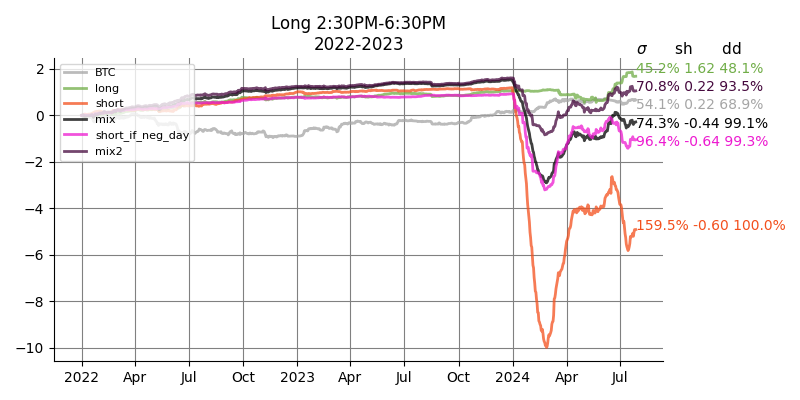 Long 2:30PM-6:30PM
2022-2023
σ sh dd
45.2% 1.62 48.1%
70.8% 0.22 93.5%
54.1% 0.22 68.9%
74.3% -0.44 99.1%
96.4% -0.64 99.3%
159.5% -0.60 100.0%
BTC
long
short
mix
short_if_neg_day
mix2
2
0
−2
−4
−6
−8
−10
2022 Apr Jul Oct 2023 Apr Jul Oct 2024 Apr Jul